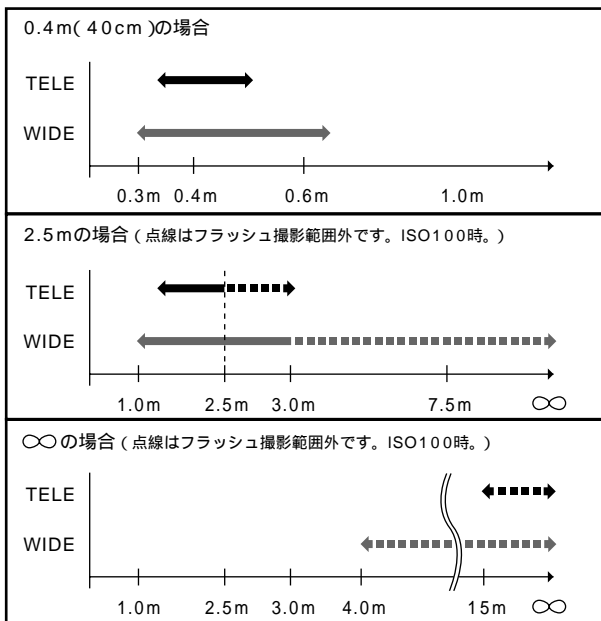 0.4m(40cm)の場合
TELE
WIDE
0.3m 0.4m 0.6m 1.0m
2.5mの場合(点線はフラッシュ撮影範囲外です。ISO100時。)
TELE
WIDE
1.0m 2.5m 3.0m 7.5m ∞
∞の場合(点線はフラッシュ撮影範囲外です。ISO100時。)
TELE
WIDE
1.0m 2.5m 3.0m 4.0m 15m ∞